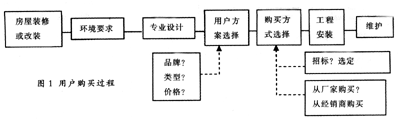 房屋装修
或改装
环境要求
专业设计
用户方
案选择
购买方
式选择
工程
安装
维护
品牌?
类型?
价格?
招标? 选定
从厂家购买?
从经销商购买
图1 用户购买过程